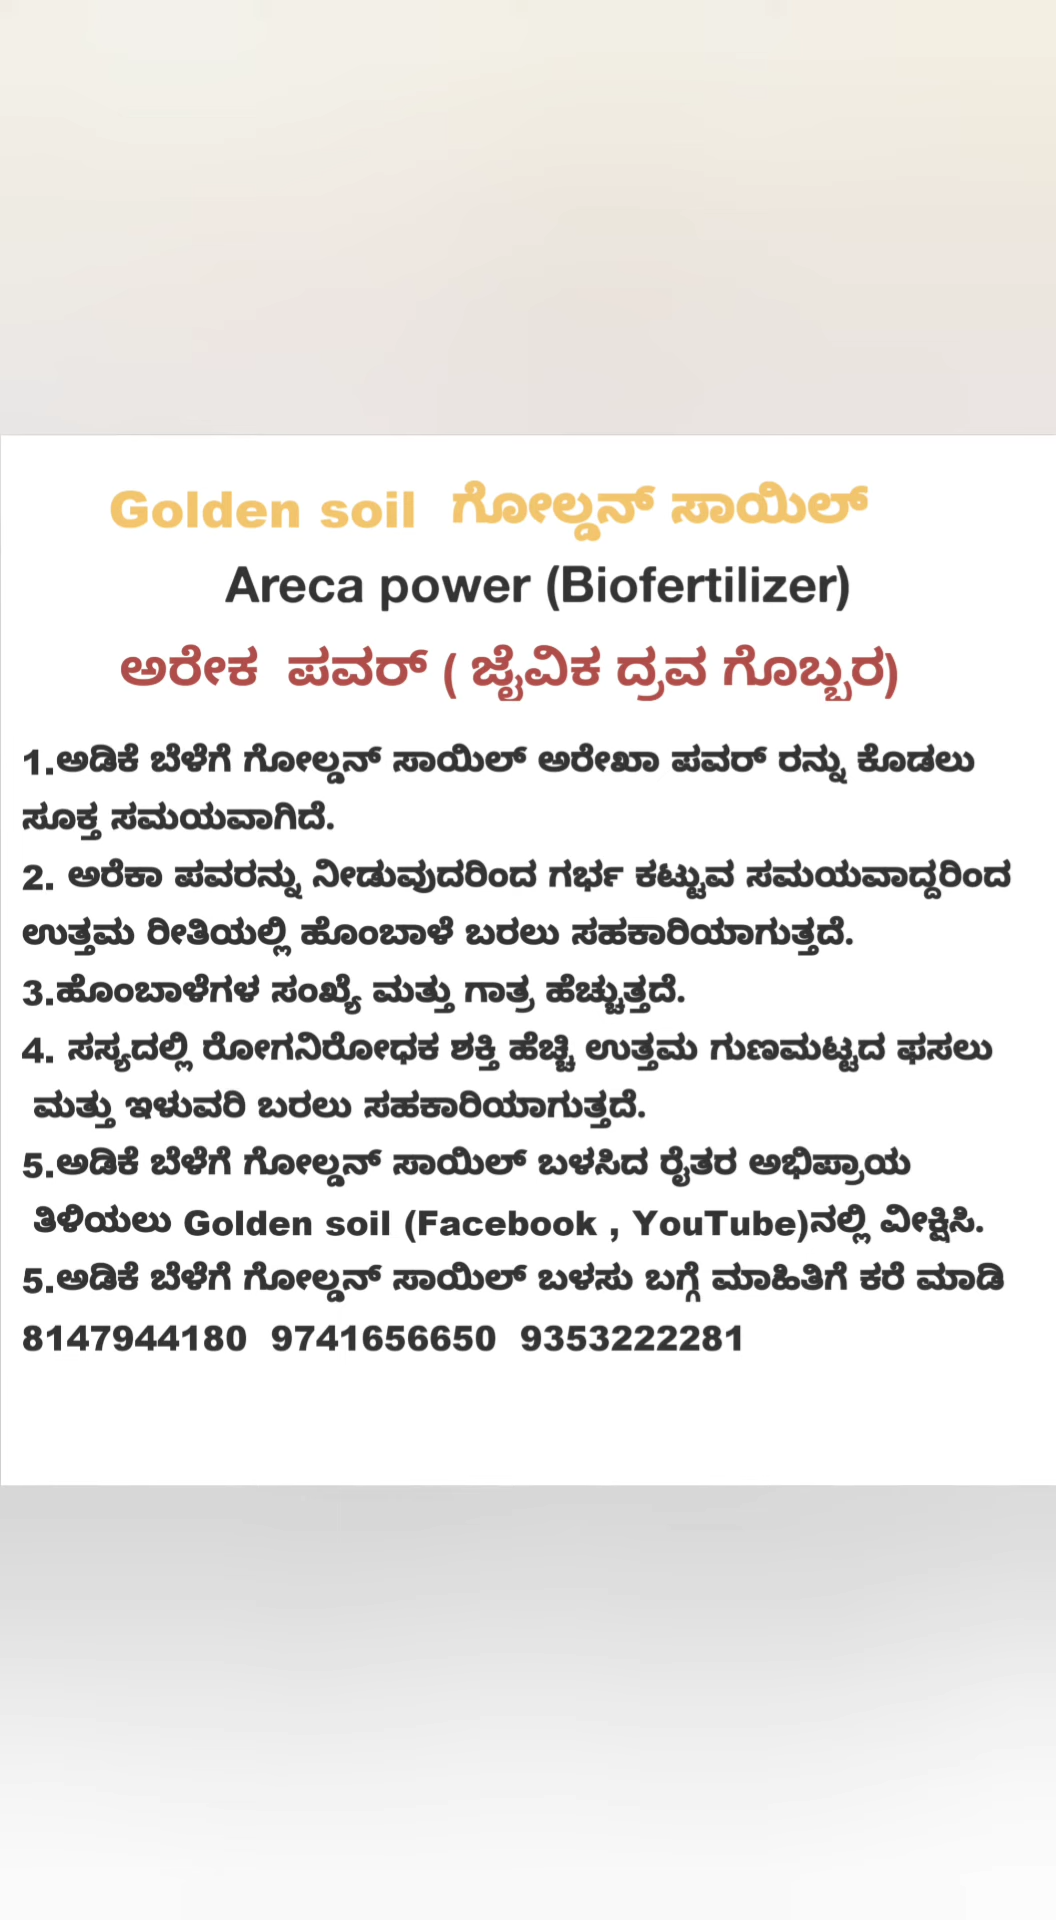 Golden soil ಗೋಲ್ಡನ್ ಸಾಯಿಲ್
Areca power (Biofertilizer)
ಅರೇಕ ಪವರ್ ( ಜೈವಿಕ ದ್ರವ ಗೊಬ್ಬರ)
1.ಅಡಿಕೆ ಬೆಳೆಗೆ ಗೋಲ್ಡನ್ ಸಾಯಿಲ್ ಅರೇಖಾ ಪವರ್ ರನ್ನು ಕೊಡಲು
ಸೂಕ್ತ ಸಮಯವಾಗಿದೆ.
2. ಅರೆಕಾ ಪವರನ್ನು ನೀಡುವುದರಿಂದ ಗರ್ಭ ಕಟ್ಟುವ ಸಮಯವಾದ್ದರಿಂದ
ಉತ್ತಮ ರೀತಿಯಲ್ಲಿ ಹೊಂಬಾಳೆ ಬರಲು ಸಹಕಾರಿಯಾಗುತ್ತದೆ.
3.ಹೊಂಬಾಳೆಗಳ ಸಂಖ್ಯೆ ಮತ್ತು ಗಾತ್ರ ಹೆಚ್ಚುತ್ತದೆ.
4. ಸಸ್ಯದಲ್ಲಿ ರೋಗನಿರೋಧಕ ಶಕ್ತಿ ಹೆಚ್ಚಿ ಉತ್ತಮ ಗುಣಮಟ್ಟದ ಫಸಲು
ಮತ್ತು ಇಳುವರಿ ಬರಲು ಸಹಕಾರಿಯಾಗುತ್ತದೆ.
5.ಅಡಿಕೆ ಬೆಳೆಗೆ ಗೋಲ್ಡನ್ ಸಾಯಿಲ್ ಬಳಸಿದ ರೈತರ ಅಭಿಪ್ರಾಯ
ತಿಳಿಯಲು Golden soil (Facebook , YouTube)ನಲ್ಲಿ ವೀಕ್ಷಿಸಿ.
5.ಅಡಿಕೆ ಬೆಳೆಗೆ ಗೋಲ್ಡನ್ ಸಾಯಿಲ್ ಬಳಸು ಬಗ್ಗೆ ಮಾಹಿತಿಗೆ ಕರೆ ಮಾಡಿ
8147944180 9741656650 9353222281